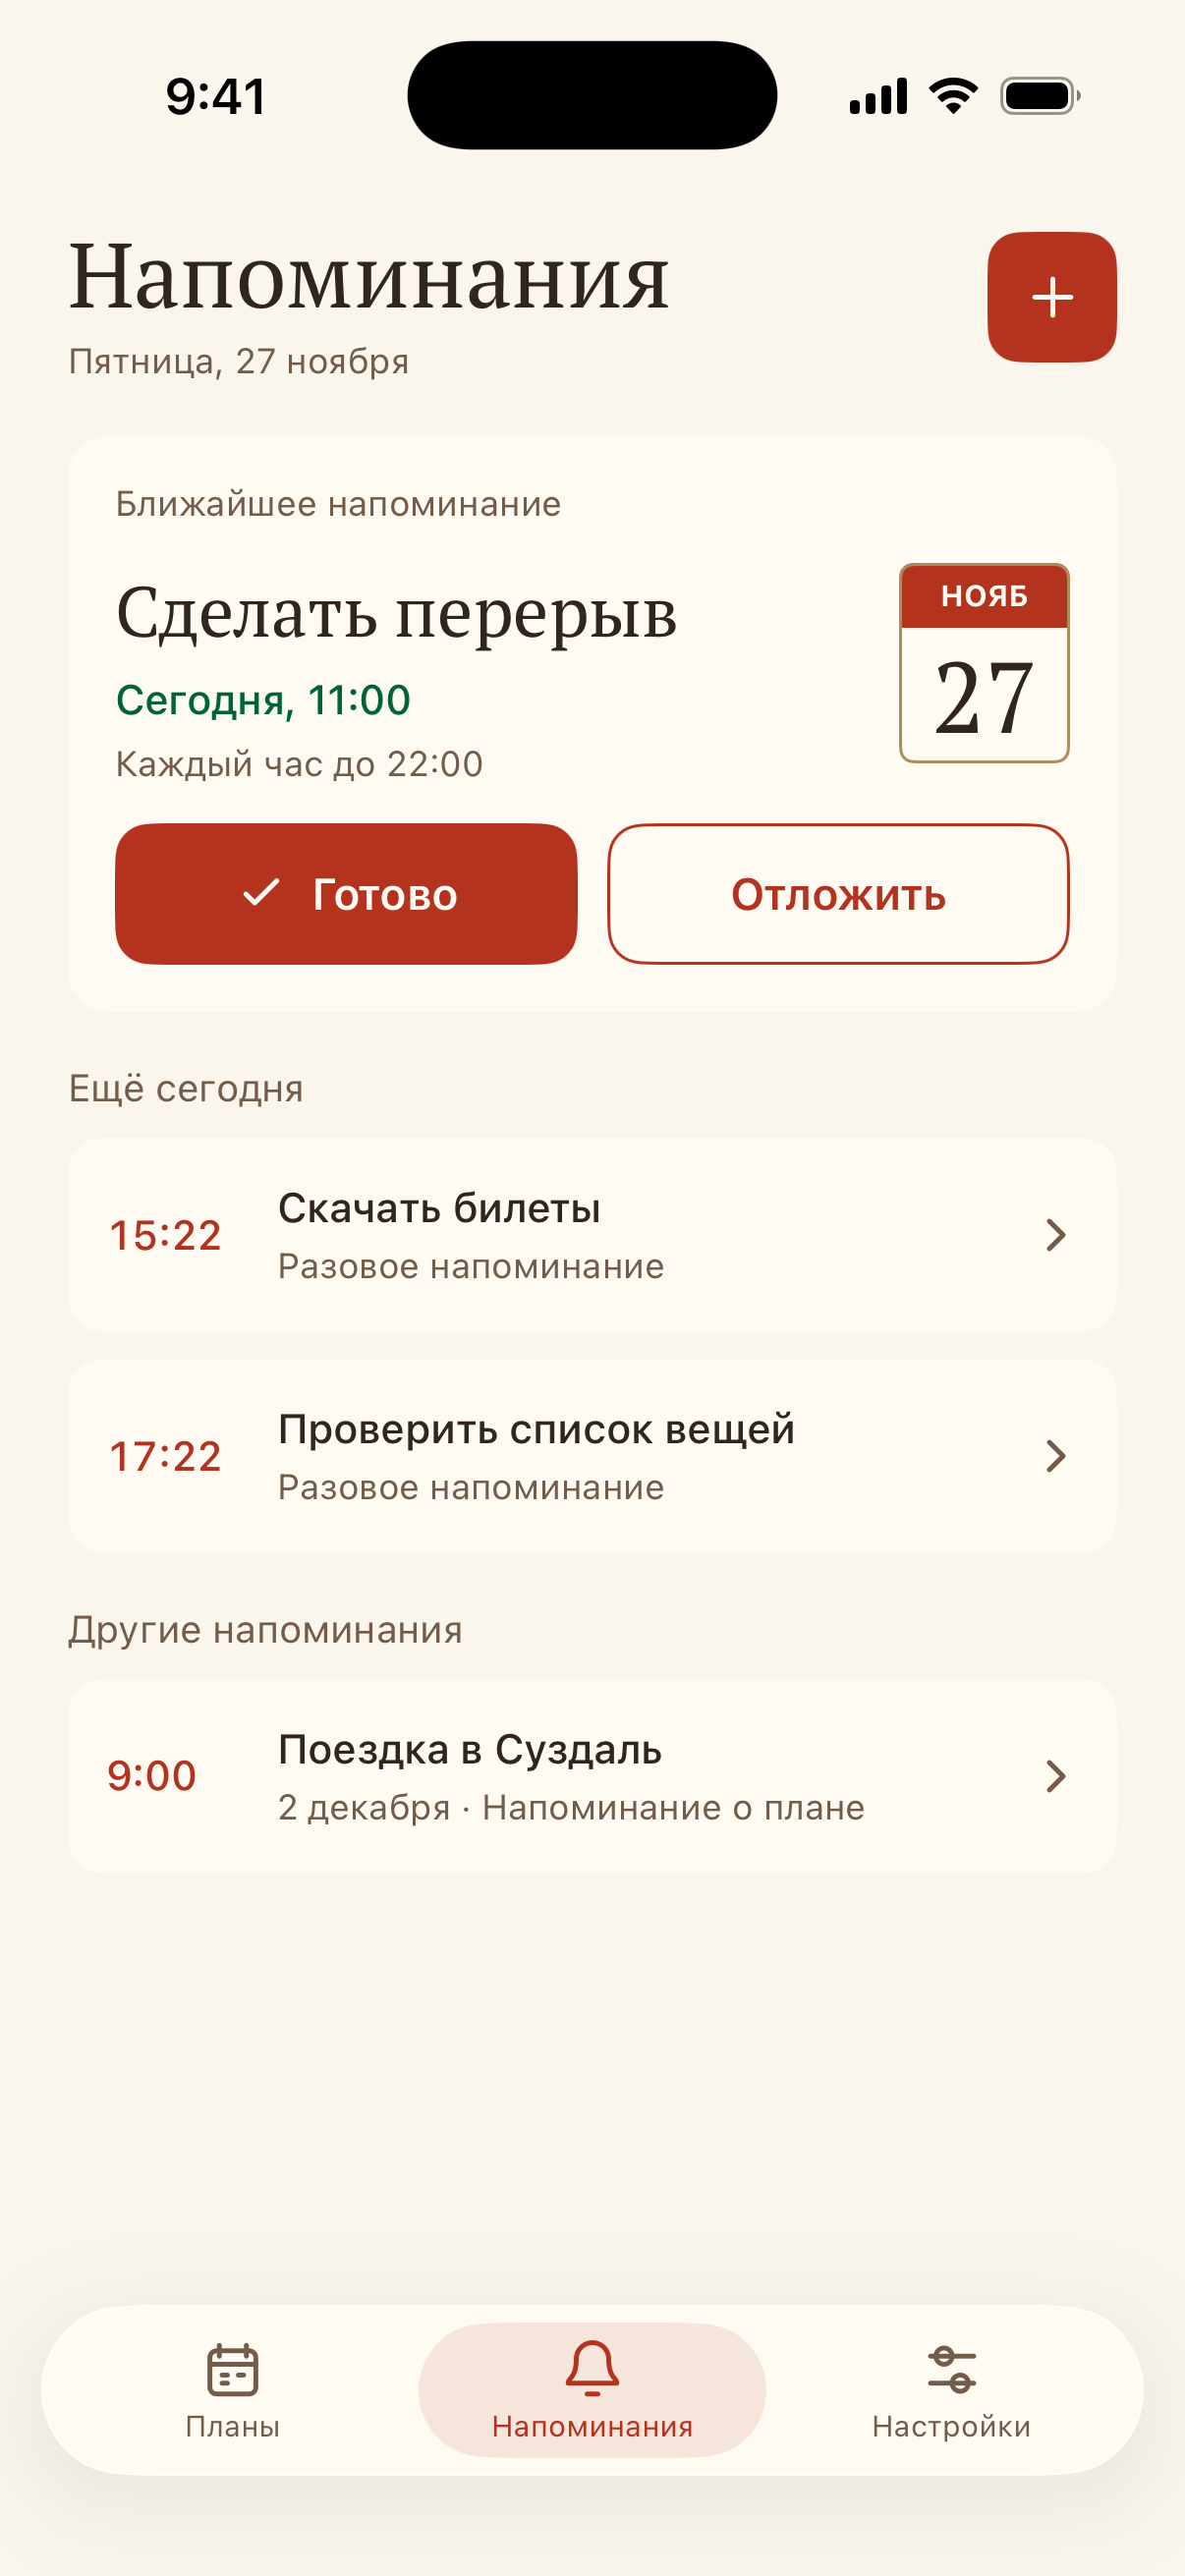 9:41
Напоминания
Пятница, 27 ноября
Ближайшее напоминание
Сделать перерыв
Сегодня, 11:00
Каждый час до 22:00
НОЯБ
27
Готово
Отложить
Ещё сегодня
15:22
Скачать билеты
Разовое напоминание
17:22
Проверить список вещей
Разовое напоминание
Другие напоминания
9:00
Поездка в Суздаль
2 декабря · Напоминание о плане
Планы
Напоминания
Настройки